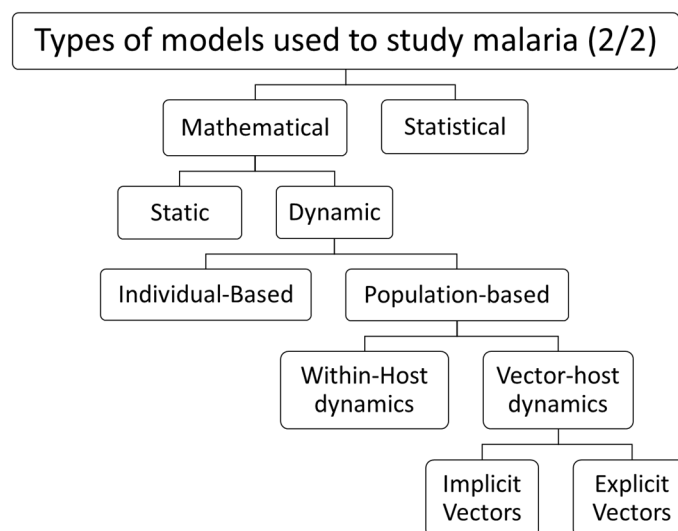 Types of models used to study malaria (2/2)
Mathematical
Statistical
Static
Dynamic
Individual-Based
Population-based
Within-Host
dynamics
Vector-host
dynamics
Implicit
Vectors
Explicit
Vectors